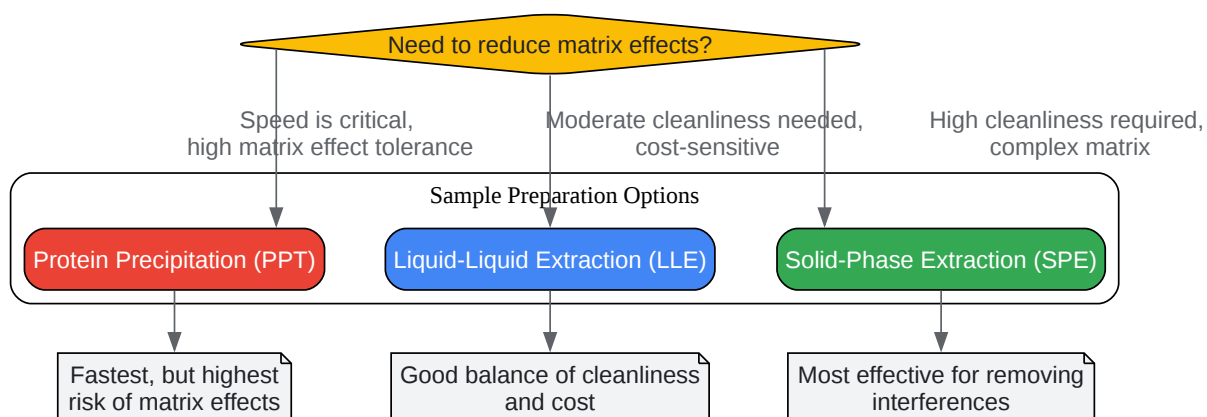 Need to reduce matrix effects?
Speed is critical,
high matrix effect tolerance
Moderate cleanliness needed,
cost-sensitive
High cleanliness required,
complex matrix
Sample Preparation Options
Protein Precipitation (PPT)
Liquid-Liquid Extraction (LLE)
Solid-Phase Extraction (SPE)
Fastest, but highest
risk of matrix effects
Good balance of cleanliness
and cost
Most effective for removing
interferences